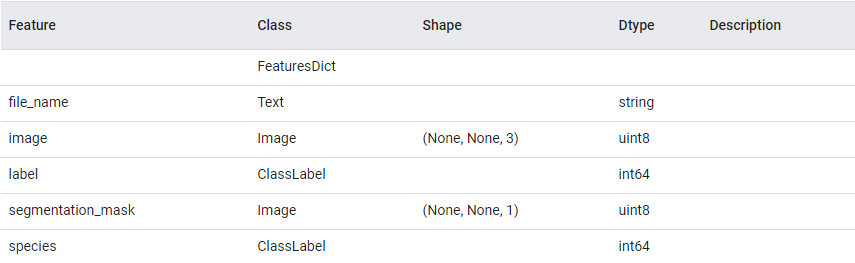 Feature Class Shape Dtype Description
FeaturesDict
file_name Text string
image Image (None, None, 3) uint8
label ClassLabel int64
segmentation_mask Image (None, None, 1) uint8
species ClassLabel int64